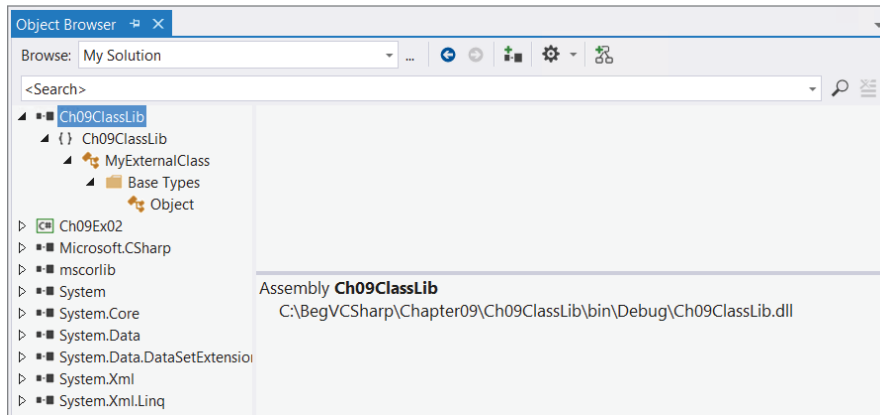 Object Browser
Browse: My Solution ...
<Search>
Ch09ClassLib
{ } Ch09ClassLib
MyExternalClass
Base Types
Object
C# Ch09Ex02
Microsoft.CSharp
mscorlib
System
System.Core
System.Data
System.Data.DataSetExtension
System.Xml
System.Xml.Linq
Assembly Ch09ClassLib
C:\BegVCSharp\Chapter09\Ch09ClassLib\bin\Debug\Ch09ClassLib.dll